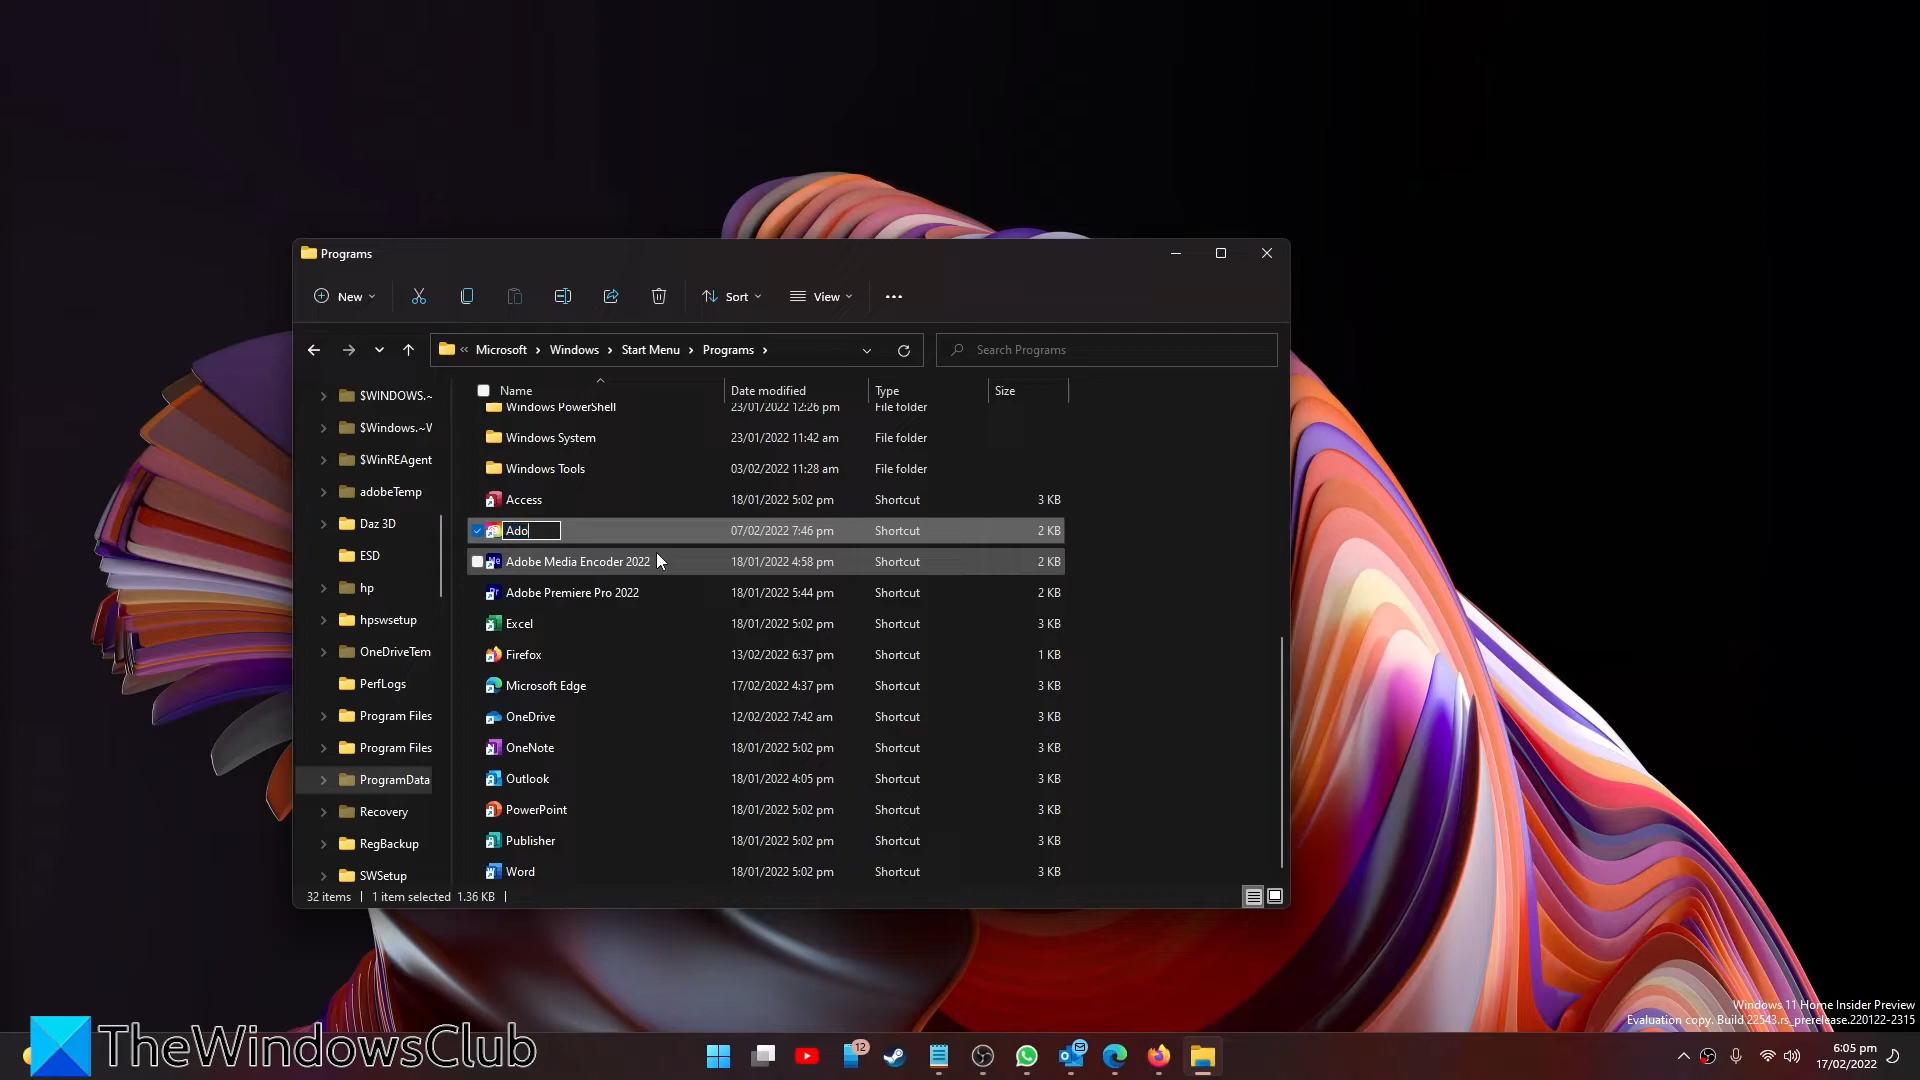 Programs
New
Sort
View
Microsoft
Windows
Start Menu
Programs
Search Programs
Name
Date modified
Type
Size
$WINDOWS.~
$Windows.~W
$WinREAgent
adobeTemp
Daz 3D
ESD
hp
hpswsetup
OneDriveTem
PerfLogs
Program Files
Program Files
ProgramData
Recovery
RegBackup
SWSetup
Windows PowerShell 23/01/2022 12:26 pm File folder
Windows System 23/01/2022 11:42 am File folder
Windows Tools 03/02/2022 11:28 am File folder
Access 18/01/2022 5:02 pm Shortcut 3 KB
Ado 07/02/2022 7:46 pm Shortcut 2 KB
Adobe Media Encoder 2022 18/01/2022 4:58 pm Shortcut 2 KB
Adobe Premiere Pro 2022 18/01/2022 5:44 pm Shortcut 2 KB
Excel 18/01/2022 5:02 pm Shortcut 3 KB
Firefox 13/02/2022 6:37 pm Shortcut 1 KB
Microsoft Edge 17/02/2022 4:37 pm Shortcut 3 KB
OneDrive 12/02/2022 7:42 am Shortcut 3 KB
OneNote 18/01/2022 5:02 pm Shortcut 3 KB
Outlook 18/01/2022 4:05 pm Shortcut 3 KB
PowerPoint 18/01/2022 5:02 pm Shortcut 3 KB
Publisher 18/01/2022 5:02 pm Shortcut 3 KB
Word 18/01/2022 5:02 pm Shortcut 3 KB
32 items
1 item selected 1.36 KB
Windows 11 Home Insider Preview
Evaluation copy. Build 22543.rs_prerelease.220122-2315
TheWindowsClub
12
6:05 pm
17/02/2022